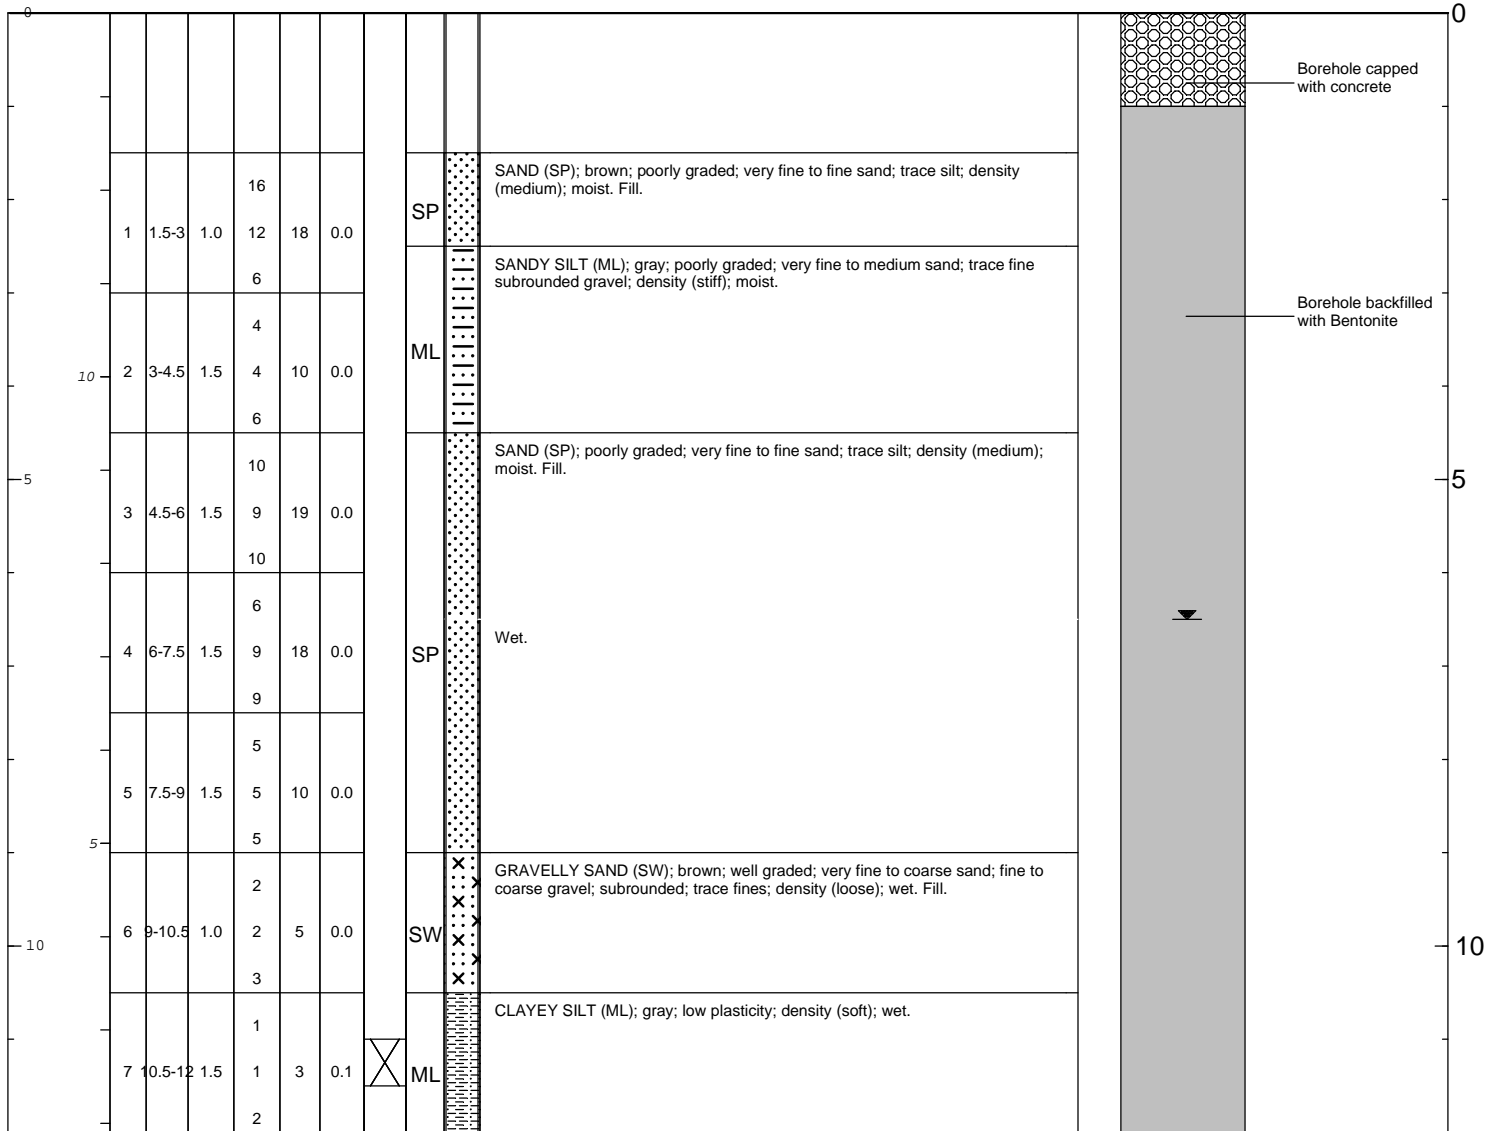 0
0
Borehole capped
with concrete
SAND (SP); brown; poorly graded; very fine to fine sand; trace silt; density
(medium); moist. Fill.
16
SP
1 1.5-3 1.0 12 18 0.0
6
SANDY SILT (ML); gray; poorly graded; very fine to medium sand; trace fine
subrounded gravel; density (stiff); moist.
Borehole backfilled
with Bentonite
4
ML
10 2 3-4.5 1.5 4 10 0.0
6
SAND (SP); poorly graded; very fine to fine sand; trace silt; density (medium);
moist. Fill.
10
5
5
3 4.5-6 1.5 9 19 0.0
10
6
Wet.
4 6-7.5 1.5 9 18 0.0 SP
9
5
5 7.5-9 1.5 5 10 0.0
5
5
GRAVELLY SAND (SW); brown; well graded; very fine to coarse sand; fine to
coarse gravel; subrounded; trace fines; density (loose); wet. Fill.
2
6 9-10.5 1.0 2 5 0.0 SW
10
10
3
CLAYEY SILT (ML); gray; low plasticity; density (soft); wet.
1
7 10.5-12 1.5 1 3 0.1 ML
2